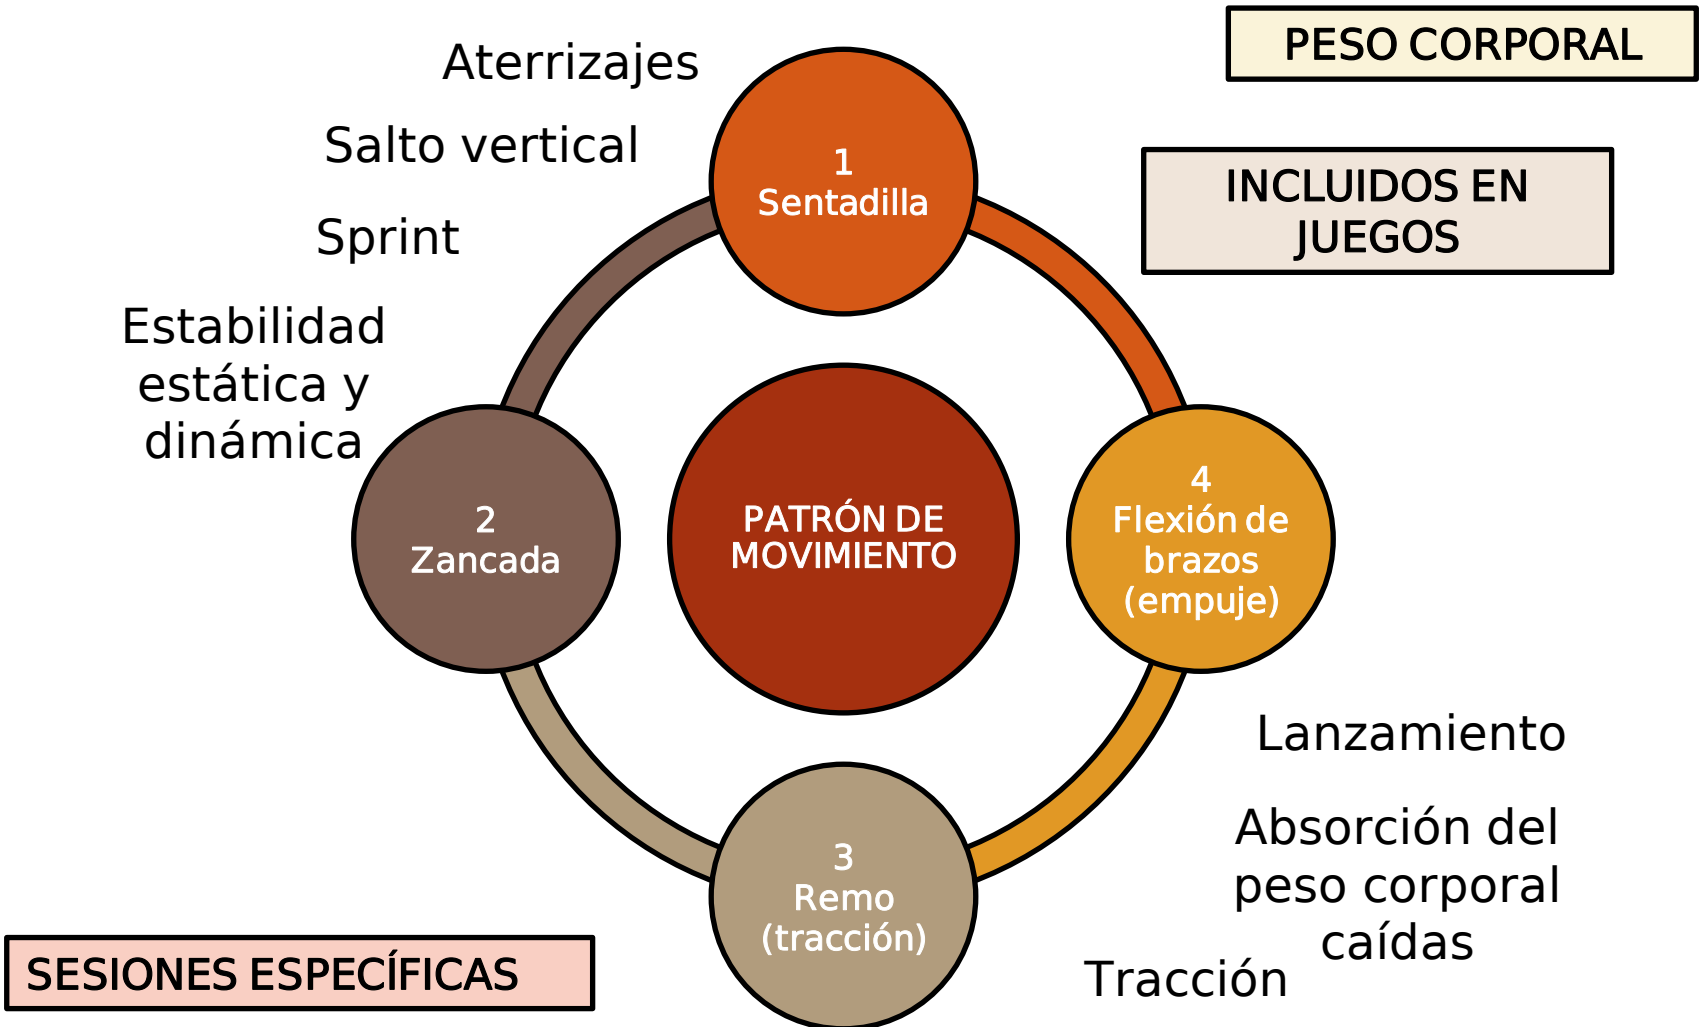 PESO CORPORAL
Aterrizajes
Salto vertical
1
Sentadilla
INCLUIDOS EN
JUEGOS
Sprint
Estabilidad
estática y
dinámica
2
Zancada
PATRÓN DE
MOVIMIENTO
4
Flexión de
brazos
(empuje)
Lanzamiento
Absorción del
peso corporal
caídas
3
Remo
(tracción)
Tracción
SESIONES ESPECÍFICAS